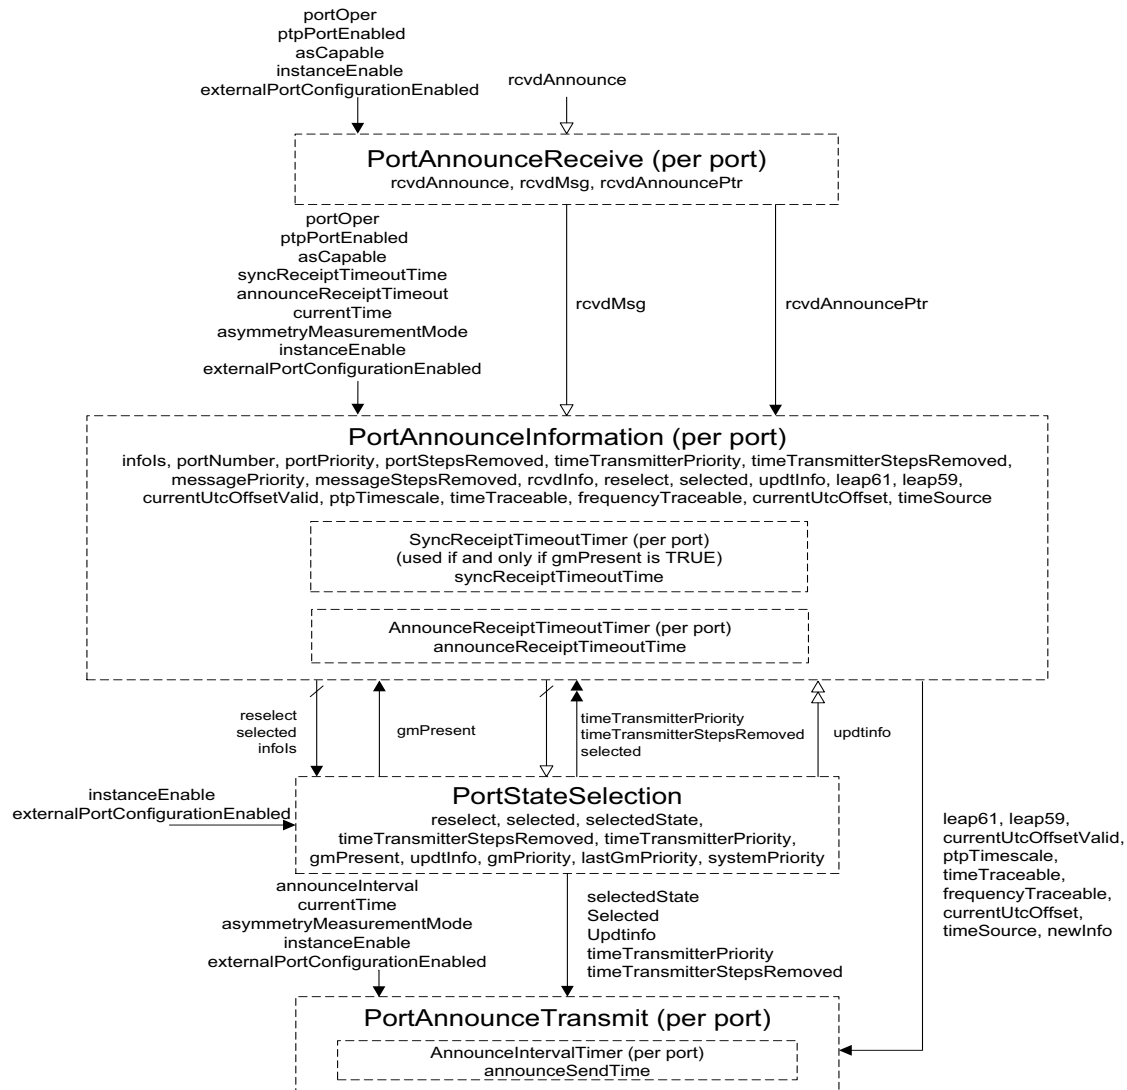 portOper
ptpPortEnabled
asCapable
instanceEnable
externalPortConfigurationEnabled
rcvdAnnounce
PortAnnounceReceive (per port)
rcvdAnnounce, rcvdMsg, rcvdAnnouncePtr
portOper
ptpPortEnabled
asCapable
syncReceiptTimeoutTime
announceReceiptTimeout
currentTime
asymmetryMeasurementMode
instanceEnable
externalPortConfigurationEnabled
rcvdMsg
rcvdAnnouncePtr
PortAnnounceInformation (per port)
infoIs, portNumber, portPriority, portStepsRemoved, timeTransmitterPriority, timeTransmitterStepsRemoved,
messagePriority, messageStepsRemoved, rcvdInfo, reselect, selected, updtInfo, leap61, leap59,
currentUtcOffsetValid, ptpTimescale, timeTraceable, frequencyTraceable, currentUtcOffset, timeSource
SyncReceiptTimeoutTimer (per port)
(used if and only if gmPresent is TRUE)
syncReceiptTimeoutTime
AnnounceReceiptTimeoutTimer (per port)
announceReceiptTimeoutTime
reselect
selected
infoIs
gmPresent
timeTransmitterPriority
timeTransmitterStepsRemoved
selected
updtinfo
instanceEnable
externalPortConfigurationEnabled
PortStateSelection
reselect, selected, selectedState,
timeTransmitterStepsRemoved, timeTransmitterPriority,
gmPresent, updtInfo, gmPriority, lastGmPriority, systemPriority
leap61, leap59,
currentUtcOffsetValid,
ptpTimescale,
timeTraceable,
frequencyTraceable,
currentUtcOffset,
timeSource, newInfo
announceInterval
currentTime
asymmetryMeasurementMode
instanceEnable
externalPortConfigurationEnabled
selectedState
Selected
Updtinfo
timeTransmitterPriority
timeTransmitterStepsRemoved
PortAnnounceTransmit (per port)
AnnounceIntervalTimer (per port)
announceSendTime